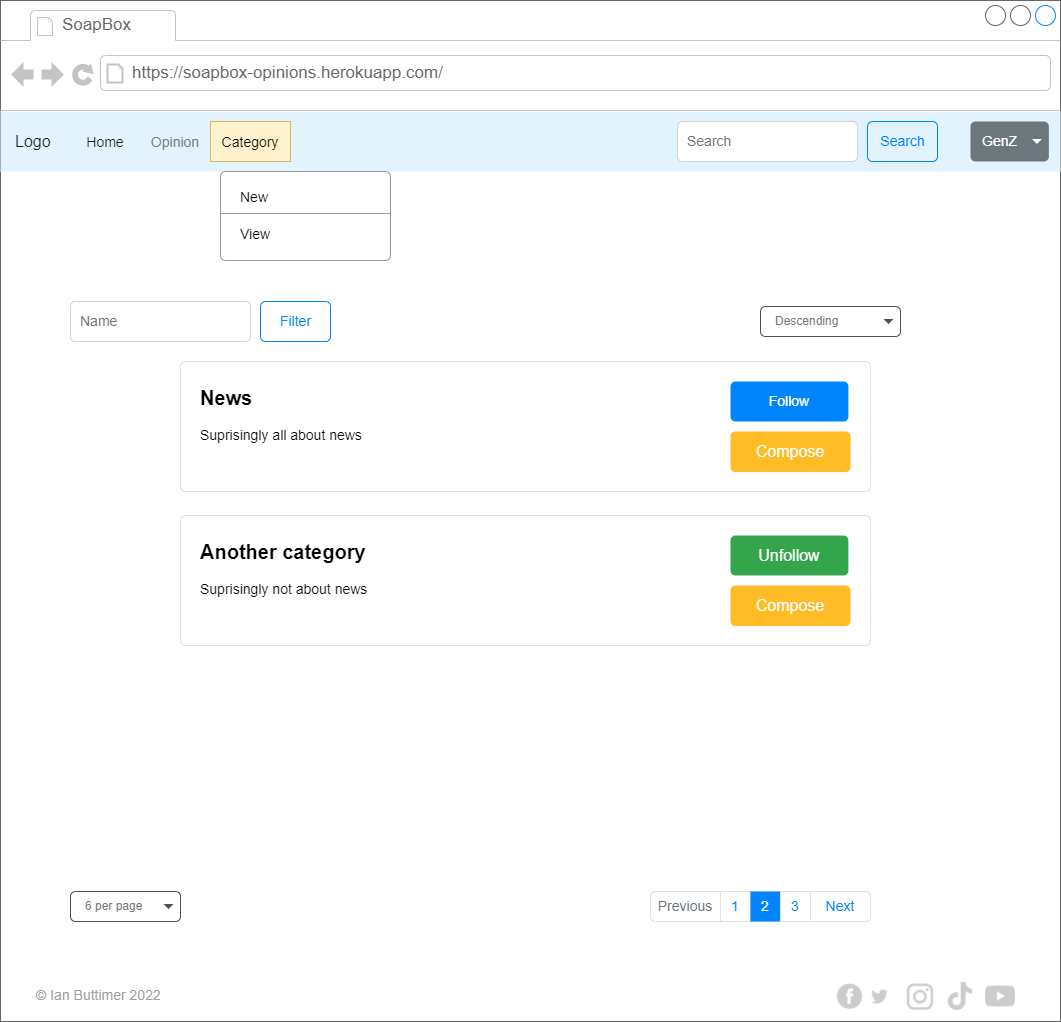 SoapBox
https://soapbox-opinions.herokuapp.com/
Logo Home Opinion Category Search Search GenZ
New
View
Name Filter Descending
News
Follow
Suprisingly all about news
Compose
Another category
Unfollow
Suprisingly not about news
Compose
6 per page Previous 1 2 3 Next
© Ian Buttimer 2022